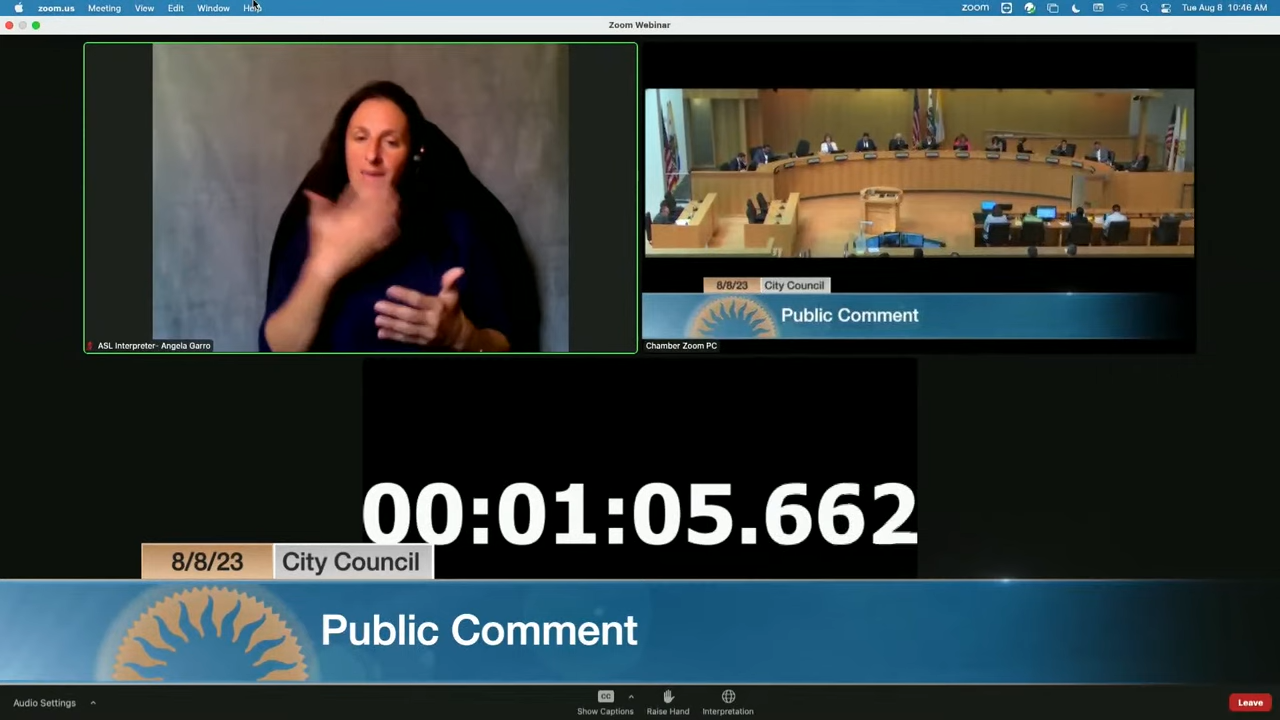 zoom.us Meeting View Edit Window Help
zoom Tue Aug 8 10:46 AM
Zoom Webinar
ASL Interpreter- Angela Garro
8/8/23 City Council
Public Comment
Chamber Zoom PC
00:01:05.662
8/8/23 City Council
Public Comment
Audio Settings
CC
Show Captions
Raise Hand
Interpretation
Leave